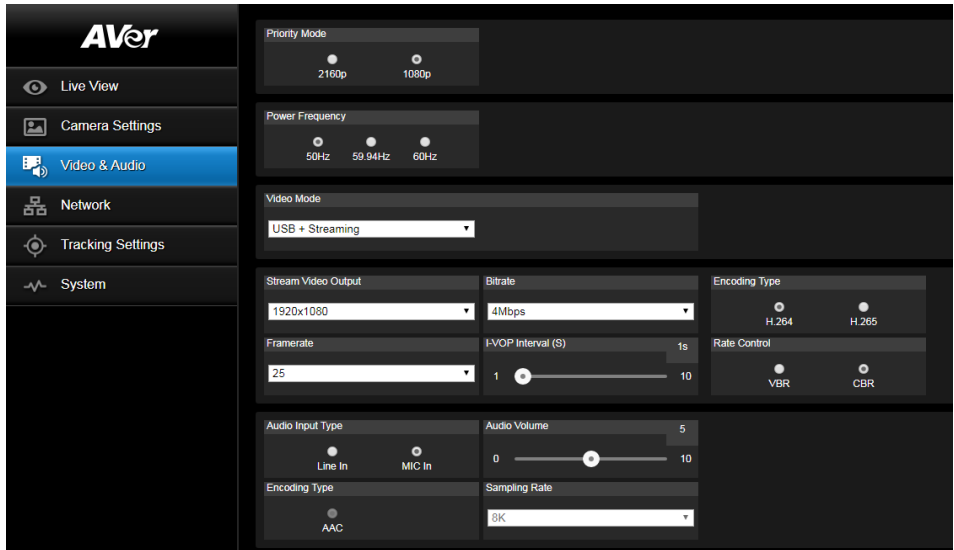 AVer
Live View
Camera Settings
Video & Audio
Network
Tracking Settings
System
Priority Mode
2160p 1080p
Power Frequency
50Hz 59.94Hz 60Hz
Video Mode
USB + Streaming
Stream Video Output Bitrate Encoding Type
1920x1080 4Mbps H.264 H.265
Framerate I-VOP Interval (S) 1s Rate Control
25 1 10 VBR CBR
Audio Input Type Audio Volume 5
Line In MIC In 0 10
Encoding Type Sampling Rate
AAC 8K